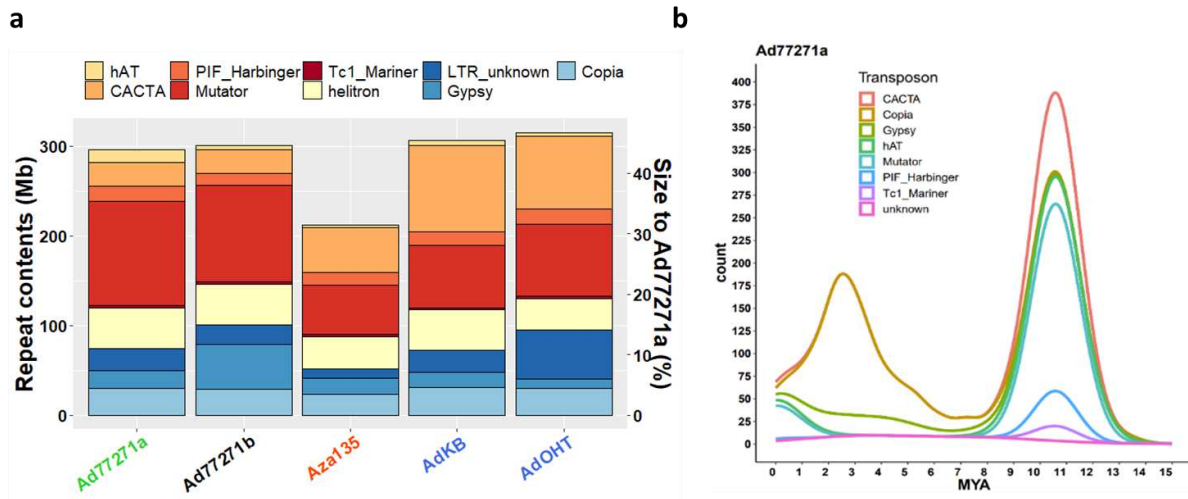 a
hAT PIF_Harbinger Tc1_Mariner LTR_unknown Copia
CACTA Mutator helitron Gypsy
Repeat contents (Mb)
300
200
100
0
Size to Ad77271a (%)
40
30
20
10
0
Ad77271a Ad77271b Aza135 AdKB AdOHT
b
Ad77271a
Transposon
CACTA
Copia
Gypsy
hAT
Mutator
PIF_Harbinger
Tc1_Mariner
unknown
count
400
375
350
325
300
275
250
225
200
175
150
125
100
75
50
25
0
0 1 2 3 4 5 6 7 8 9 10 11 12 13 14 15
MYA